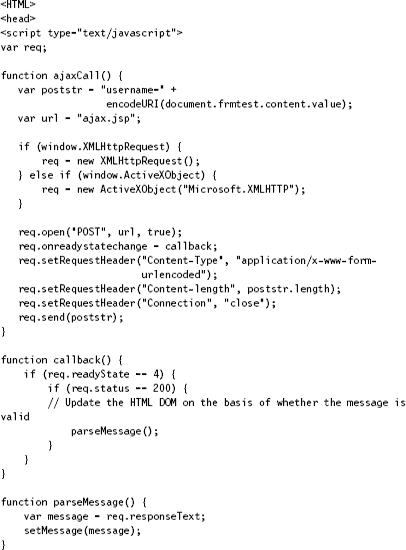 <HTML>
<head>
<script type="text/javascript">
var req;

function ajaxCall() {
   var poststr = "username=" +
                 encodeURI(document.frmtest.content.value);
   var url = "ajax.jsp";

   if (window.XMLHttpRequest) {
       req = new XMLHttpRequest();
   } else if (window.ActiveXObject) {
       req = new ActiveXObject("Microsoft.XMLHTTP");
   }

   req.open("POST", url, true);
   req.onreadystatechange = callback;
   req.setRequestHeader("Content-Type", "application/x-www-form-
                       urlencoded");
   req.setRequestHeader("Content-length", poststr.length);
   req.setRequestHeader("Connection", "close");
   req.send(poststr);
}

function callback() {
    if (req.readyState == 4) {
        if (req.status == 200) {
        // Update the HTML DOM on the basis of whether the message is
valid
            parseMessage();
        }
    }
}

function parseMessage() {
    var message = req.responseText;
    setMessage(message);
}